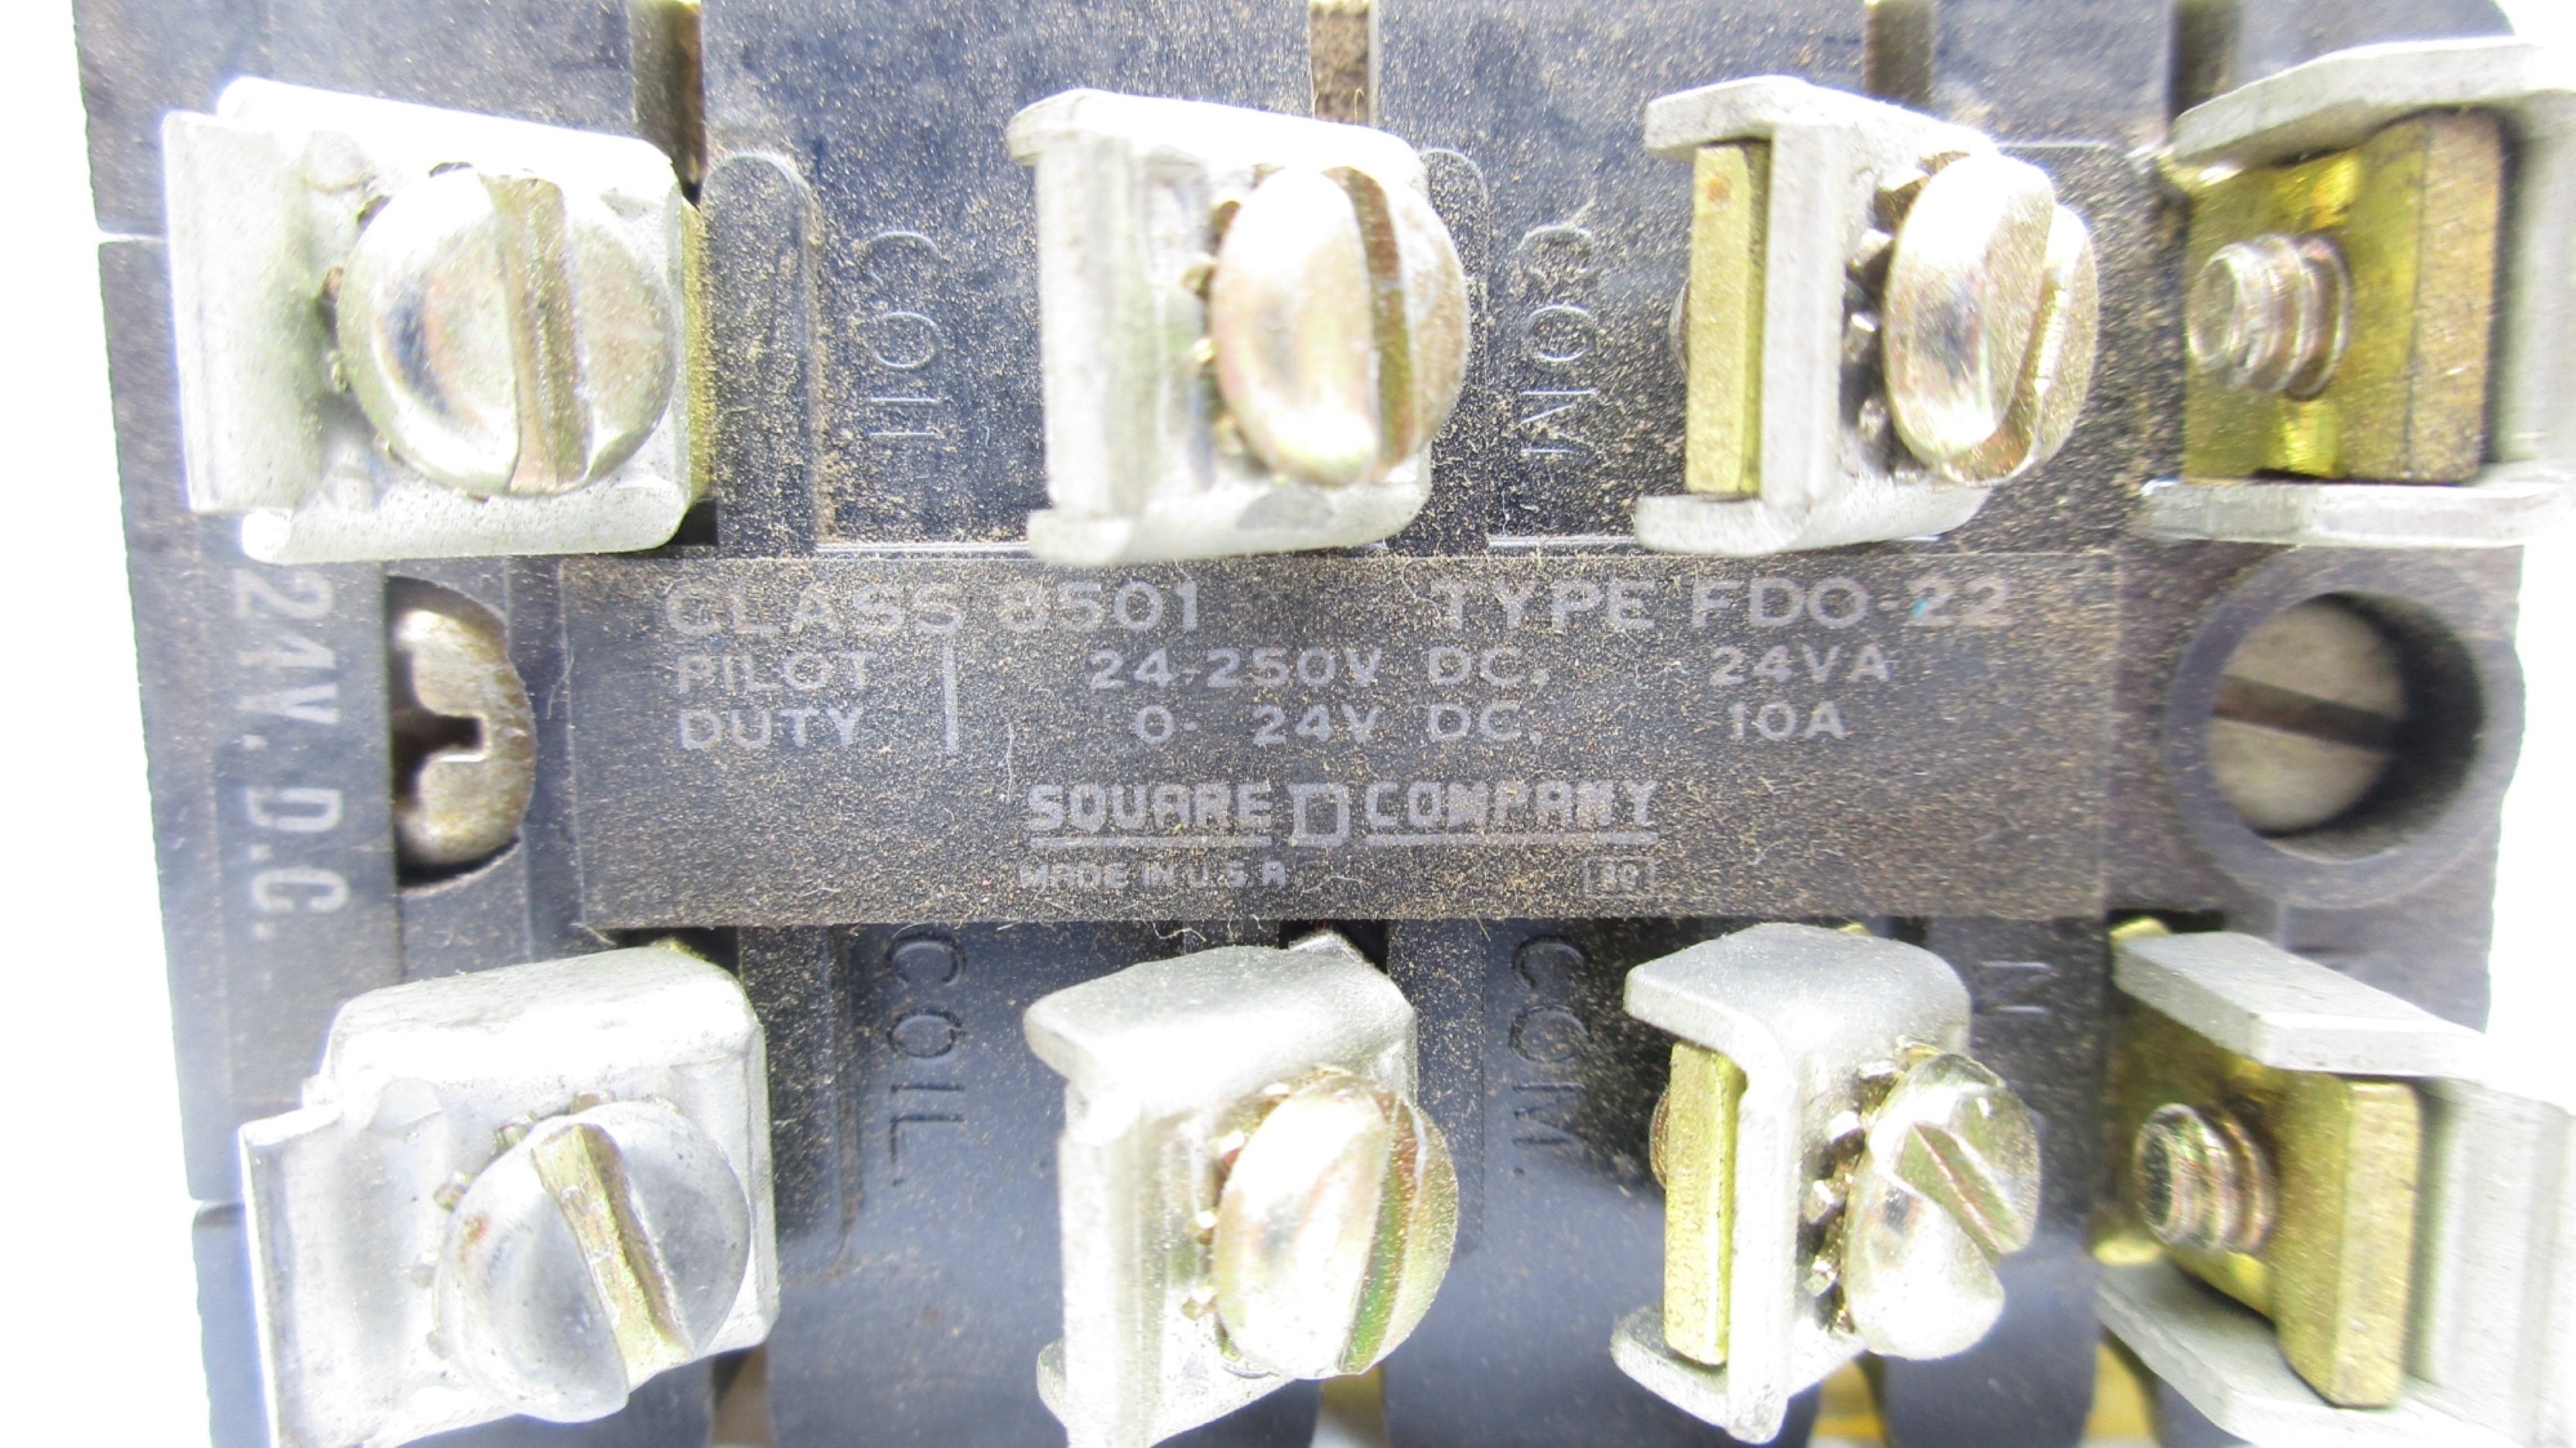 COIL
COM
24V. D.C.
CLASS 8501 TYPE FDO-22
PILOT 24-250V DC, 24VA
DUTY 0- 24V DC, 10A
SQUARE D COMPANY
MADE IN U.S.A.
COIL
COM
N